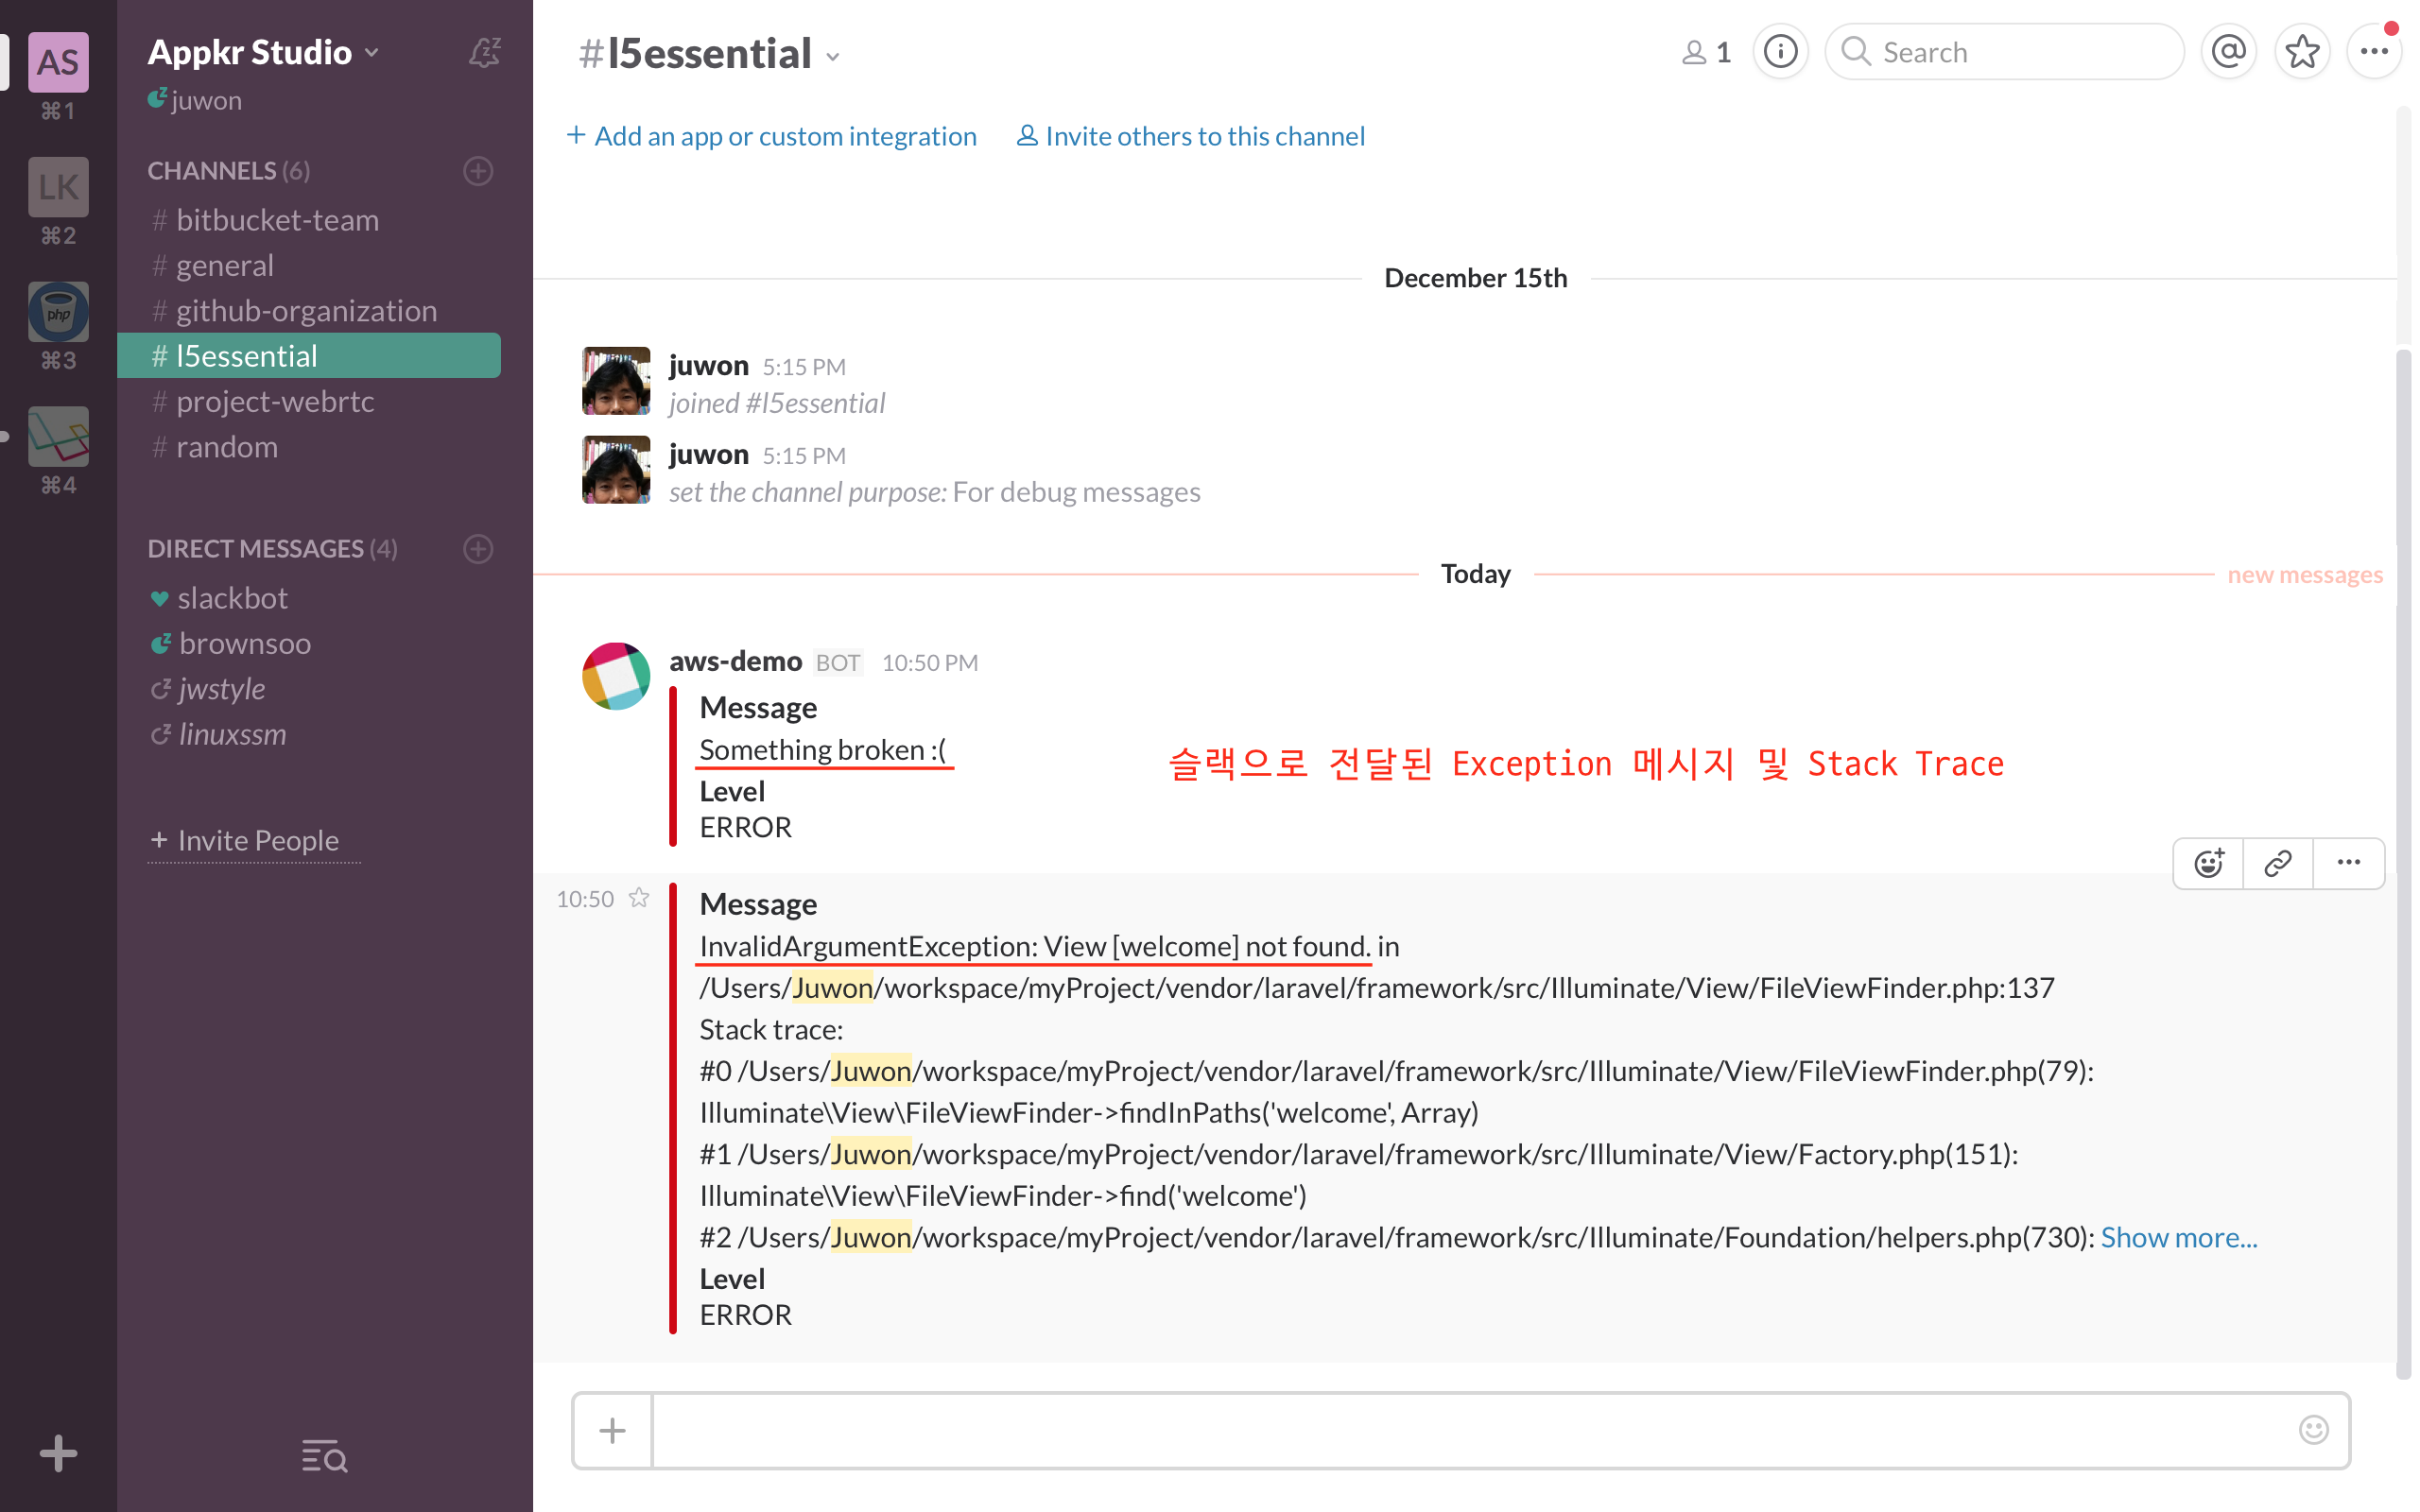 AS
⌘1
LK
⌘2
php
⌘3
⌘4
Appkr Studio
juwon
CHANNELS (6)
# bitbucket-team
# general
# github-organization
# l5essential
# project-webrtc
# random
DIRECT MESSAGES (4)
slackbot
brownsoo
jwstyle
linuxssm
+ Invite People
#l5essential
1
Search
+ Add an app or custom integration
Invite others to this channel
December 15th
juwon 5:15 PM
joined #l5essential
juwon 5:15 PM
set the channel purpose: For debug messages
Today
new messages
aws-demo BOT 10:50 PM
Message
Something broken :(
슬랙으로 전달된 Exception 메시지 및 Stack Trace
Level
ERROR
10:50
Message
InvalidArgumentException: View [welcome] not found. in
/Users/Juwon/workspace/myProject/vendor/laravel/framework/src/Illuminate/View/FileViewFinder.php:137
Stack trace:
#0 /Users/Juwon/workspace/myProject/vendor/laravel/framework/src/Illuminate/View/FileViewFinder.php(79):
Illuminate\View\FileViewFinder->findInPaths('welcome', Array)
#1 /Users/Juwon/workspace/myProject/vendor/laravel/framework/src/Illuminate/View/Factory.php(151):
Illuminate\View\FileViewFinder->find('welcome')
#2 /Users/Juwon/workspace/myProject/vendor/laravel/framework/src/Illuminate/Foundation/helpers.php(730): Show more...
Level
ERROR